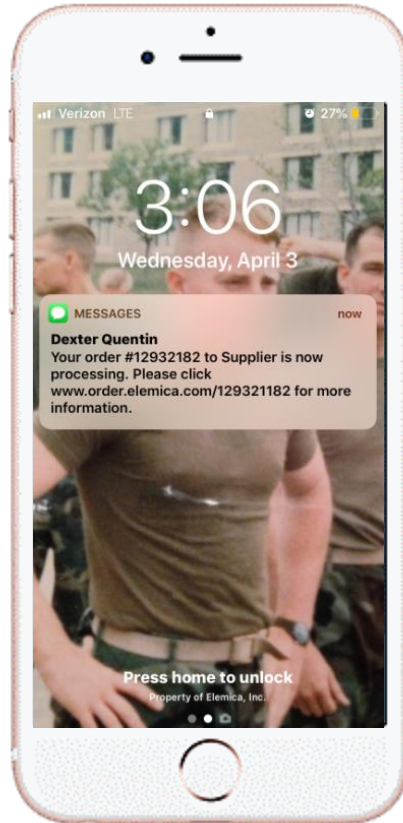 Verizon LTE 27%
3:06
Wednesday, April 3
MESSAGES now
Dexter Quentin
Your order #12932182 to Supplier is now
processing. Please click
www.order.elemica.com/129321182 for more
information.
Press home to unlock
Property of Elemica, Inc.